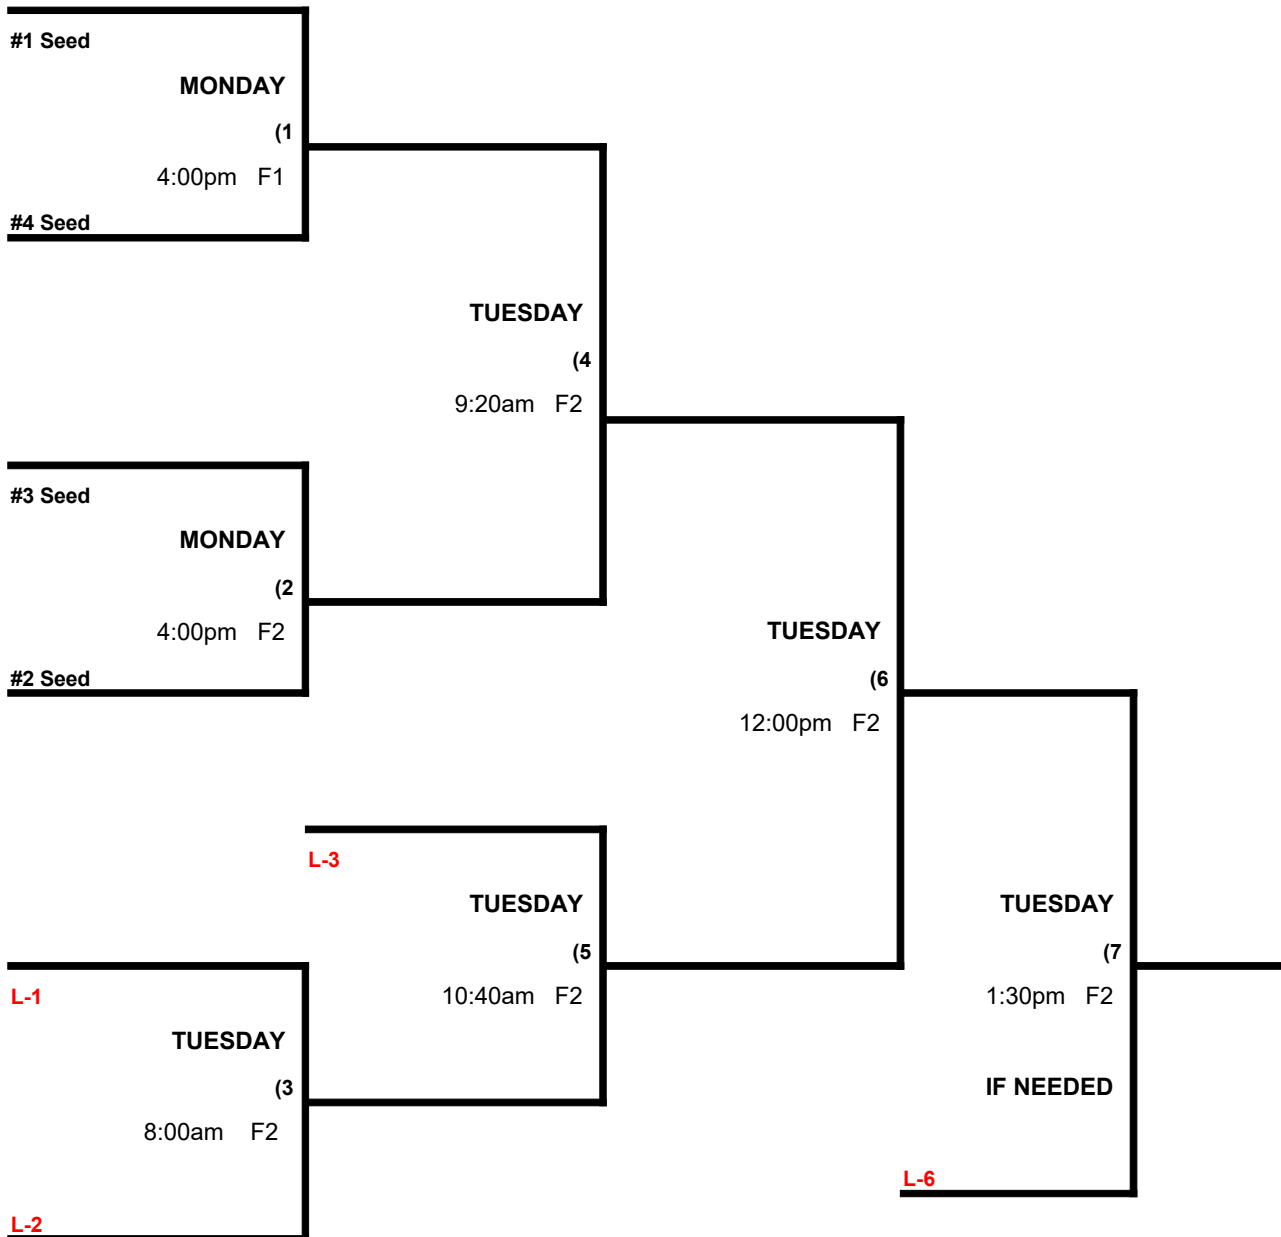 #1 Seed
MONDAY
(1
4:00pm F1
#4 Seed
TUESDAY
(4
9:20am F2
#3 Seed
MONDAY
(2
4:00pm F2
#2 Seed
TUESDAY
(6
12:00pm F2
L-3
TUESDAY
(5
10:40am F2
TUESDAY
(7
1:30pm F2
IF NEEDED
L-6
L-1
TUESDAY
(3
8:00am F2
L-2